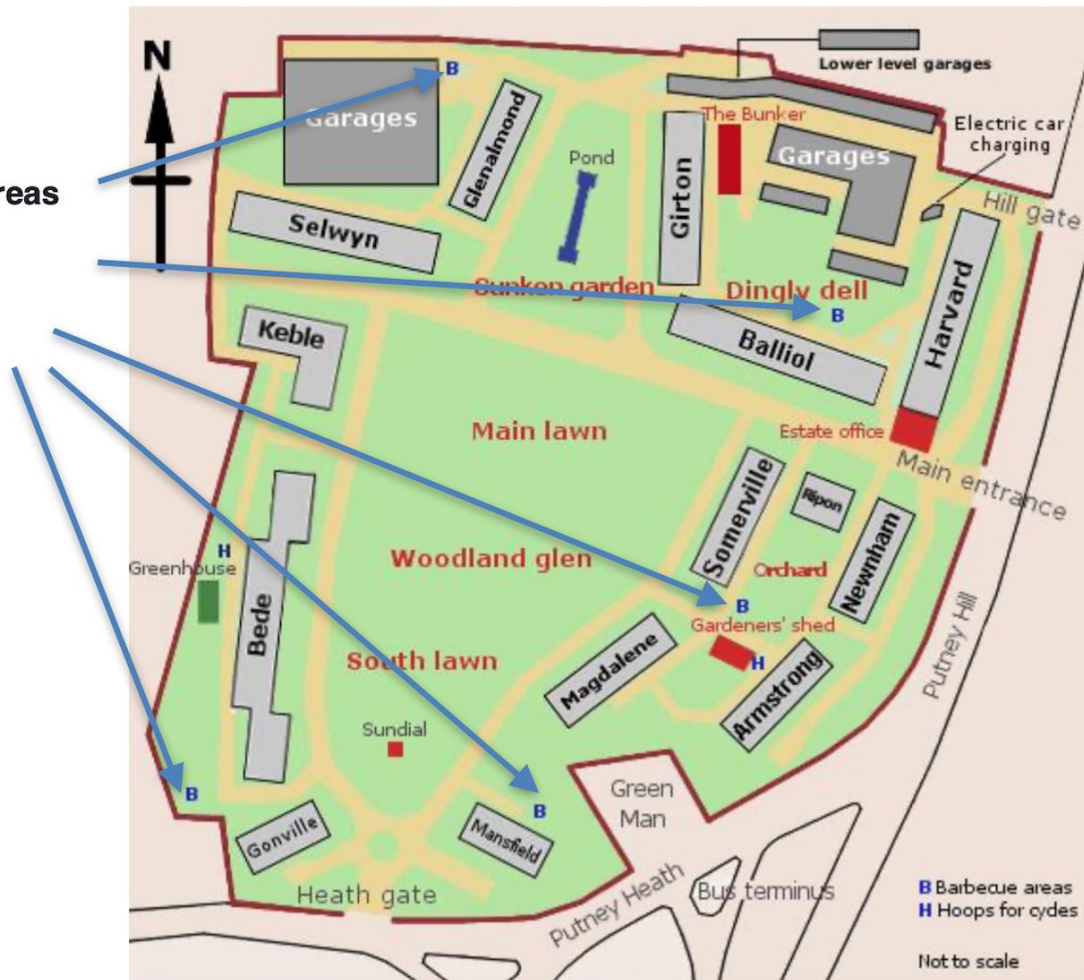 N
reas
Lower level garages
B
Garages
Glenalmond
The Bunker
Electric car
charging
Garages
Pond
Girton
Hill gate
Selwyn
Sunken garden
Dingly dell
B
Harvard
Keble
Balliol
Main lawn
Estate office
Main entrance
Somerville
Ripon
Newnham
H
Greenhouse
Woodland glen
Orchard
B
Gardeners' shed
H
Bede
Putney Hill
South lawn
Magdalene
Armstrong
Sundial
B
B
Green
Man
Gonville
Mansfield
Heath gate
Putney Heath
Bus terminus
B Barbecue areas
H Hoops for cycles
Not to scale